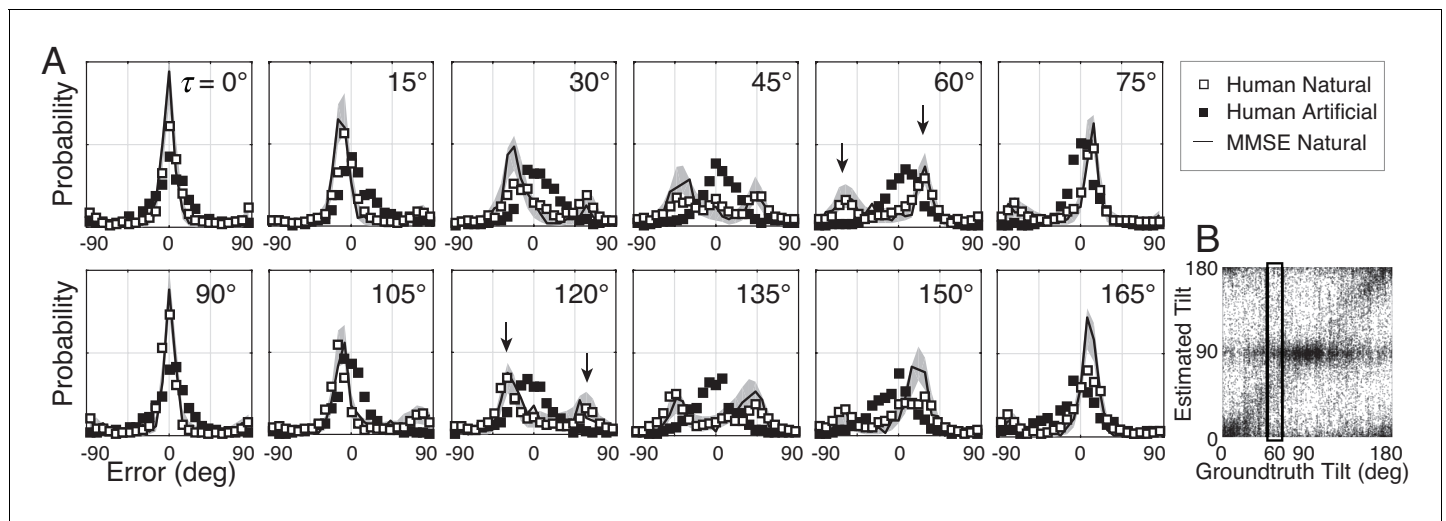 A
Probability
τ = 0°
15°
30°
45°
60°
75°
-90 0 90
-90 0 90
-90 0 90
-90 0 90
-90 0 90
-90 0 90
Human Natural
Human Artificial
MMSE Natural
Probability
90°
105°
120°
135°
150°
165°
-90 0 90
-90 0 90
-90 0 90
-90 0 90
-90 0 90
-90 0 90
Error (deg)
B
Estimated Tilt
180
90
0
0 60 180
Groundtruth Tilt (deg)